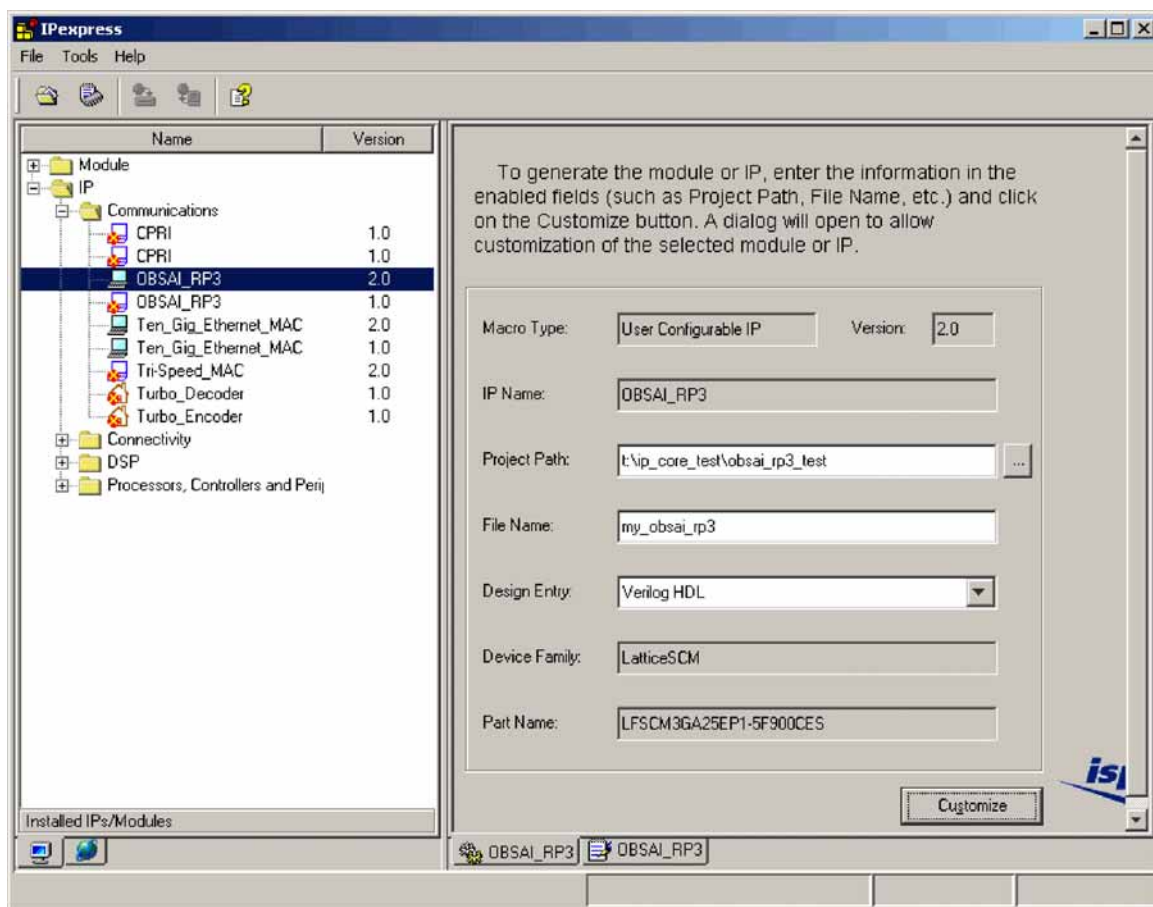 IPexpress
File Tools Help
Name Version
Module
IP
Communications
CPRI 1.0
CPRI 1.0
OBSAI_RP3 2.0
OBSAI_RP3 1.0
Ten_Gig_Ethernet_MAC 2.0
Ten_Gig_Ethernet_MAC 1.0
Tri-Speed_MAC 2.0
Turbo_Decoder 1.0
Turbo_Encoder 1.0
Connectivity
DSP
Processors, Controllers and Perip
Installed IPs/Modules
To generate the module or IP, enter the information in the
enabled fields (such as Project Path, File Name, etc.) and click
on the Customize button. A dialog will open to allow
customization of the selected module or IP.
Macro Type: User Configurable IP Version: 2.0
IP Name: OBSAI_RP3
Project Path: t:\ip_core_test\obsai_rp3_test ...
File Name: my_obsai_rp3
Design Entry: Verilog HDL
Device Family: LatticeSCM
Part Name: LFSCM3GA25EP1-5F900CES
isp
Customize
OBSAI_RP3 OBSAI_RP3